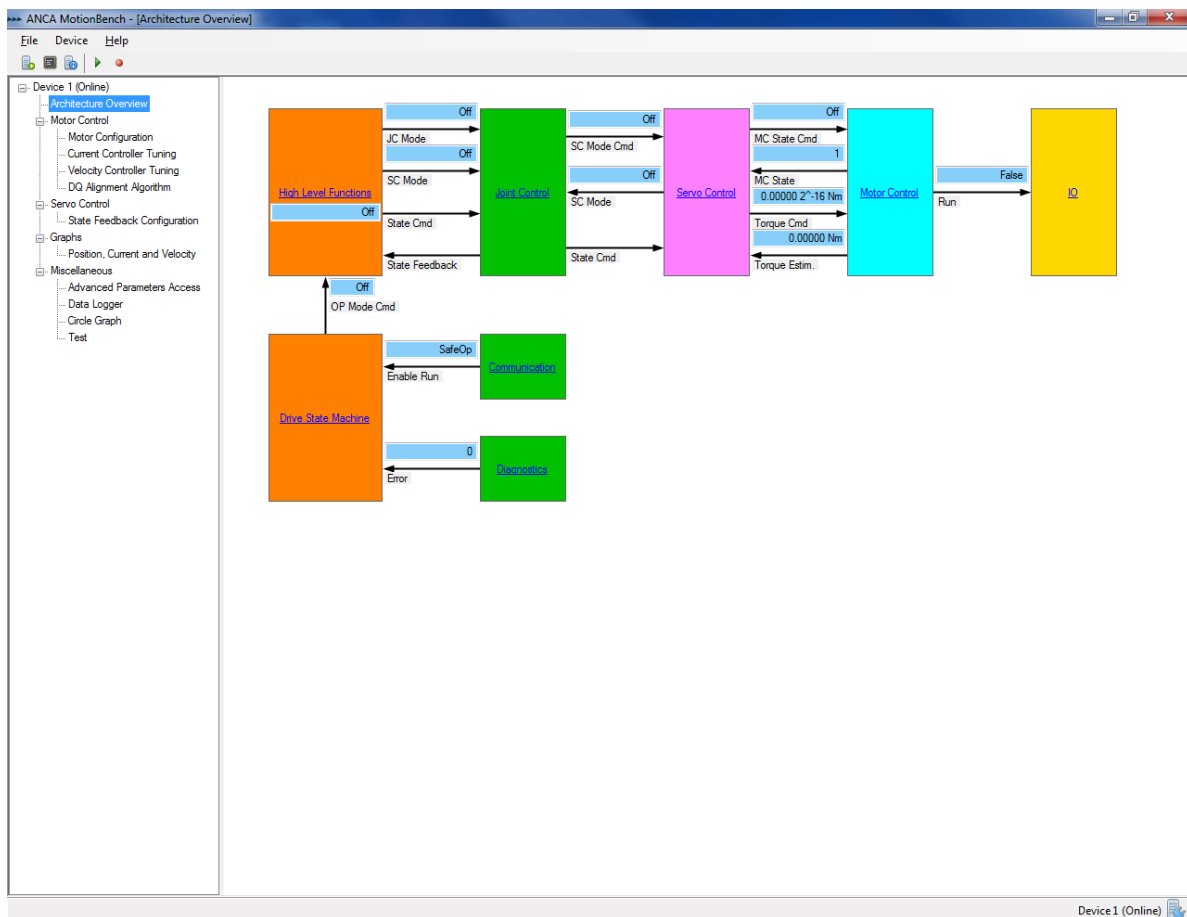 ANCA MotionBench - [Architecture Overview]
File Device Help
Device 1 (Online)
Architecture Overview
Motor Control
Motor Configuration
Current Controller Tuning
Velocity Controller Tuning
DQ Alignment Algorithm
Servo Control
State Feedback Configuration
Graphs
Position, Current and Velocity
Miscellaneous
Advanced Parameters Access
Data Logger
Circle Graph
Test
High Level Functions
Off
Off
JC Mode
Off
SC Mode
State Cmd
State Feedback
Joint Control
Off
SC Mode Cmd
Off
SC Mode
State Cmd
Servo Control
Off
MC State Cmd
1
MC State
0.00000 2^-16 Nm
Torque Cmd
0.00000 Nm
Torque Estim.
Motor Control
False
Run
IO
Off
OP Mode Cmd
Drive State Machine
SafeOp
Enable Run
Communication
0
Error
Diagnostics
Device 1 (Online)